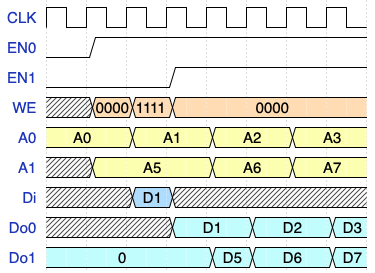 CLK
EN0
EN1
WE 0000 1111 0000
A0 A0 A1 A2 A3
A1 A5 A6 A7
Di D1
Do0 D1 D2 D3
Do1 0 D5 D6 D7